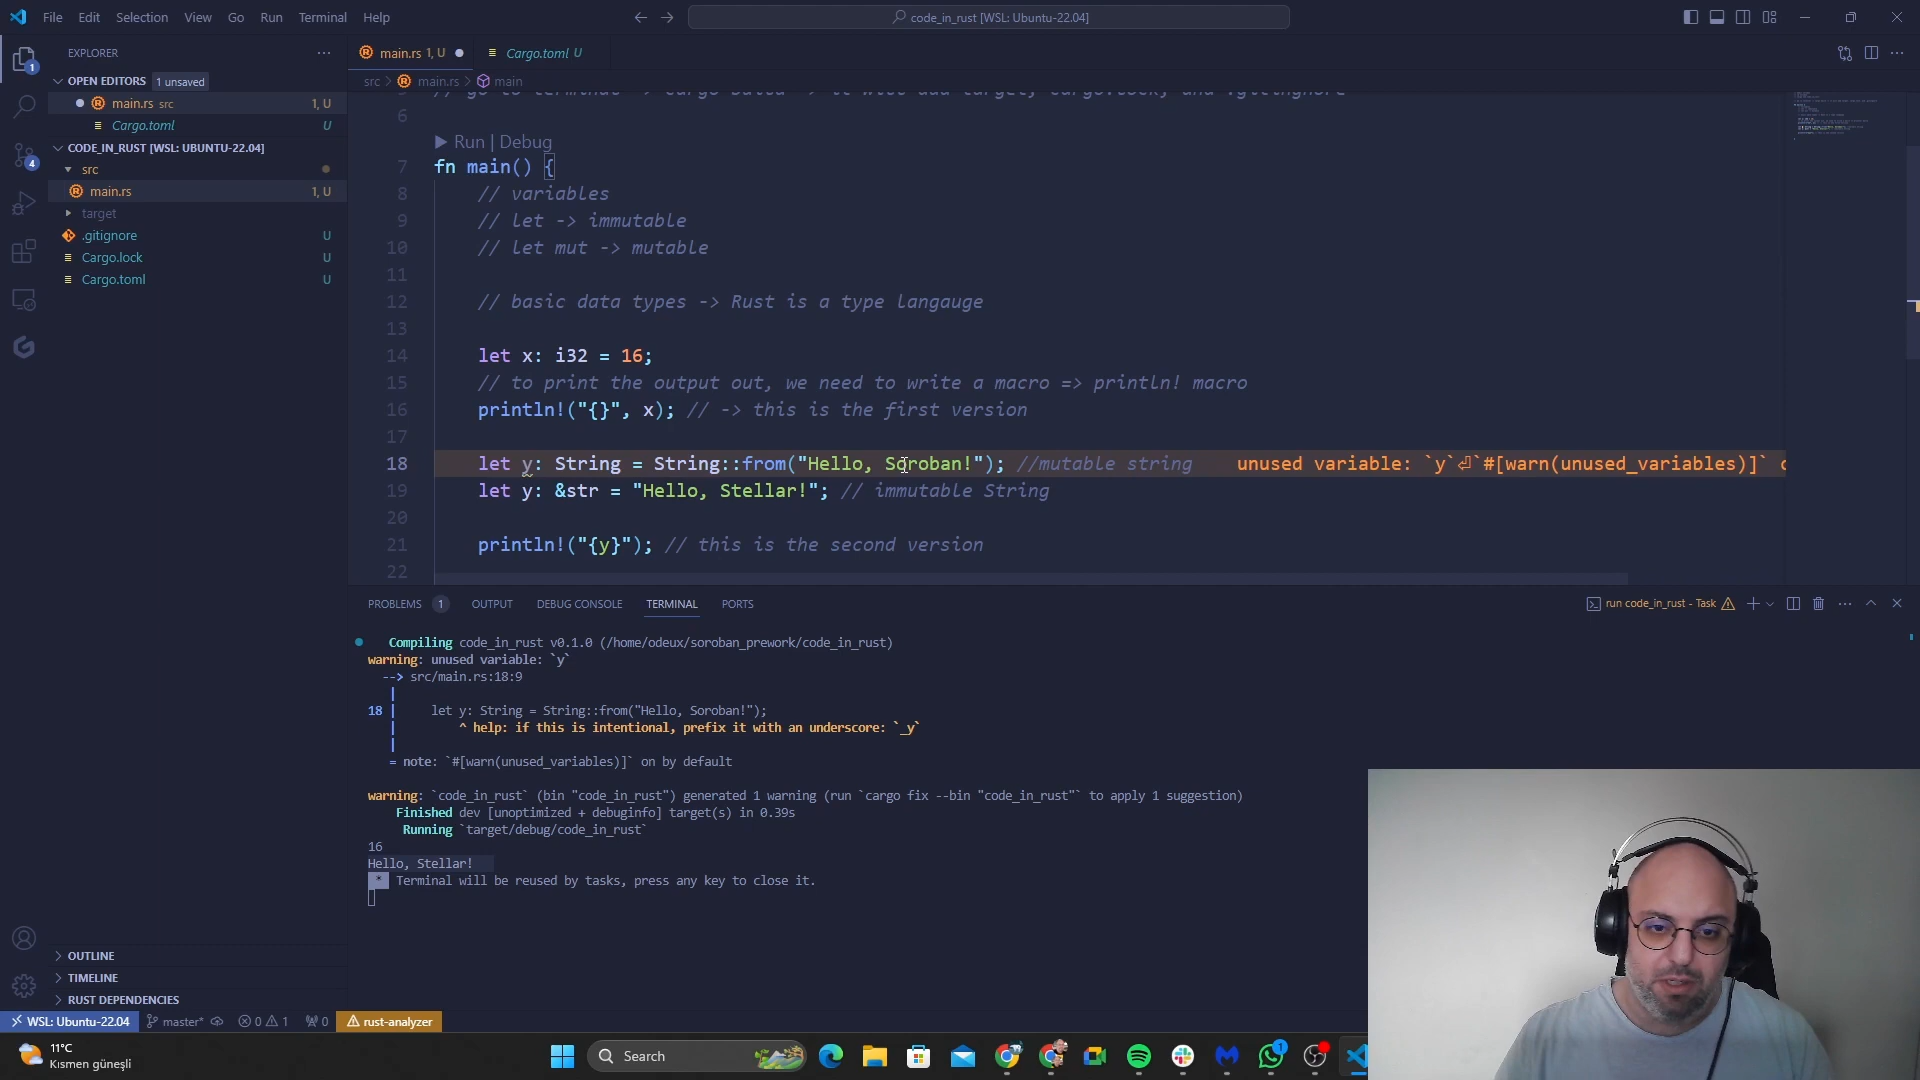 File Edit Selection View Go Run Terminal Help
code_in_rust [WSL: Ubuntu-22.04]
EXPLORER
OPEN EDITORS 1 unsaved
main.rs src 1, U
Cargo.toml U
CODE_IN_RUST [WSL: UBUNTU-22.04]
src
main.rs 1, U
target
.gitignore U
Cargo.lock U
Cargo.toml U
OUTLINE
TIMELINE
RUST DEPENDENCIES
1
4
main.rs 1, U
Cargo.toml U
src > main.rs > main
6
Run | Debug
7 fn main() {
8 // variables
9 // let -> immutable
10 // let mut -> mutable
11
12 // basic data types -> Rust is a type langauge
13
14 let x: i32 = 16;
15 // to print the output out, we need to write a macro => println! macro
16 println!("{}", x); // -> this is the first version
17
18 let y: String = String::from("Hello, Soroban!"); //mutable string unused variable: `y`⏎`#[warn(unused_variables)]`
19 let y: &str = "Hello, Stellar!"; // immutable String
20
21 println!("{y}"); // this is the second version
22
PROBLEMS 1 OUTPUT DEBUG CONSOLE TERMINAL PORTS
run code_in_rust - Task
Compiling code_in_rust v0.1.0 (/home/odeux/soroban_prework/code_in_rust)
warning: unused variable: `y`
--> src/main.rs:18:9
|
18 | let y: String = String::from("Hello, Soroban!");
| ^ help: if this is intentional, prefix it with an underscore: `_y`
|
= note: `#[warn(unused_variables)]` on by default
warning: `code_in_rust` (bin "code_in_rust") generated 1 warning (run `cargo fix --bin "code_in_rust"` to apply 1 suggestion)
Finished dev [unoptimized + debuginfo] target(s) in 0.39s
Running `target/debug/code_in_rust`
16
Hello, Stellar!
* Terminal will be reused by tasks, press any key to close it.
WSL: Ubuntu-22.04 master* 0 1 0 rust-analyzer
11°C
Kısmen güneşli
Search
1